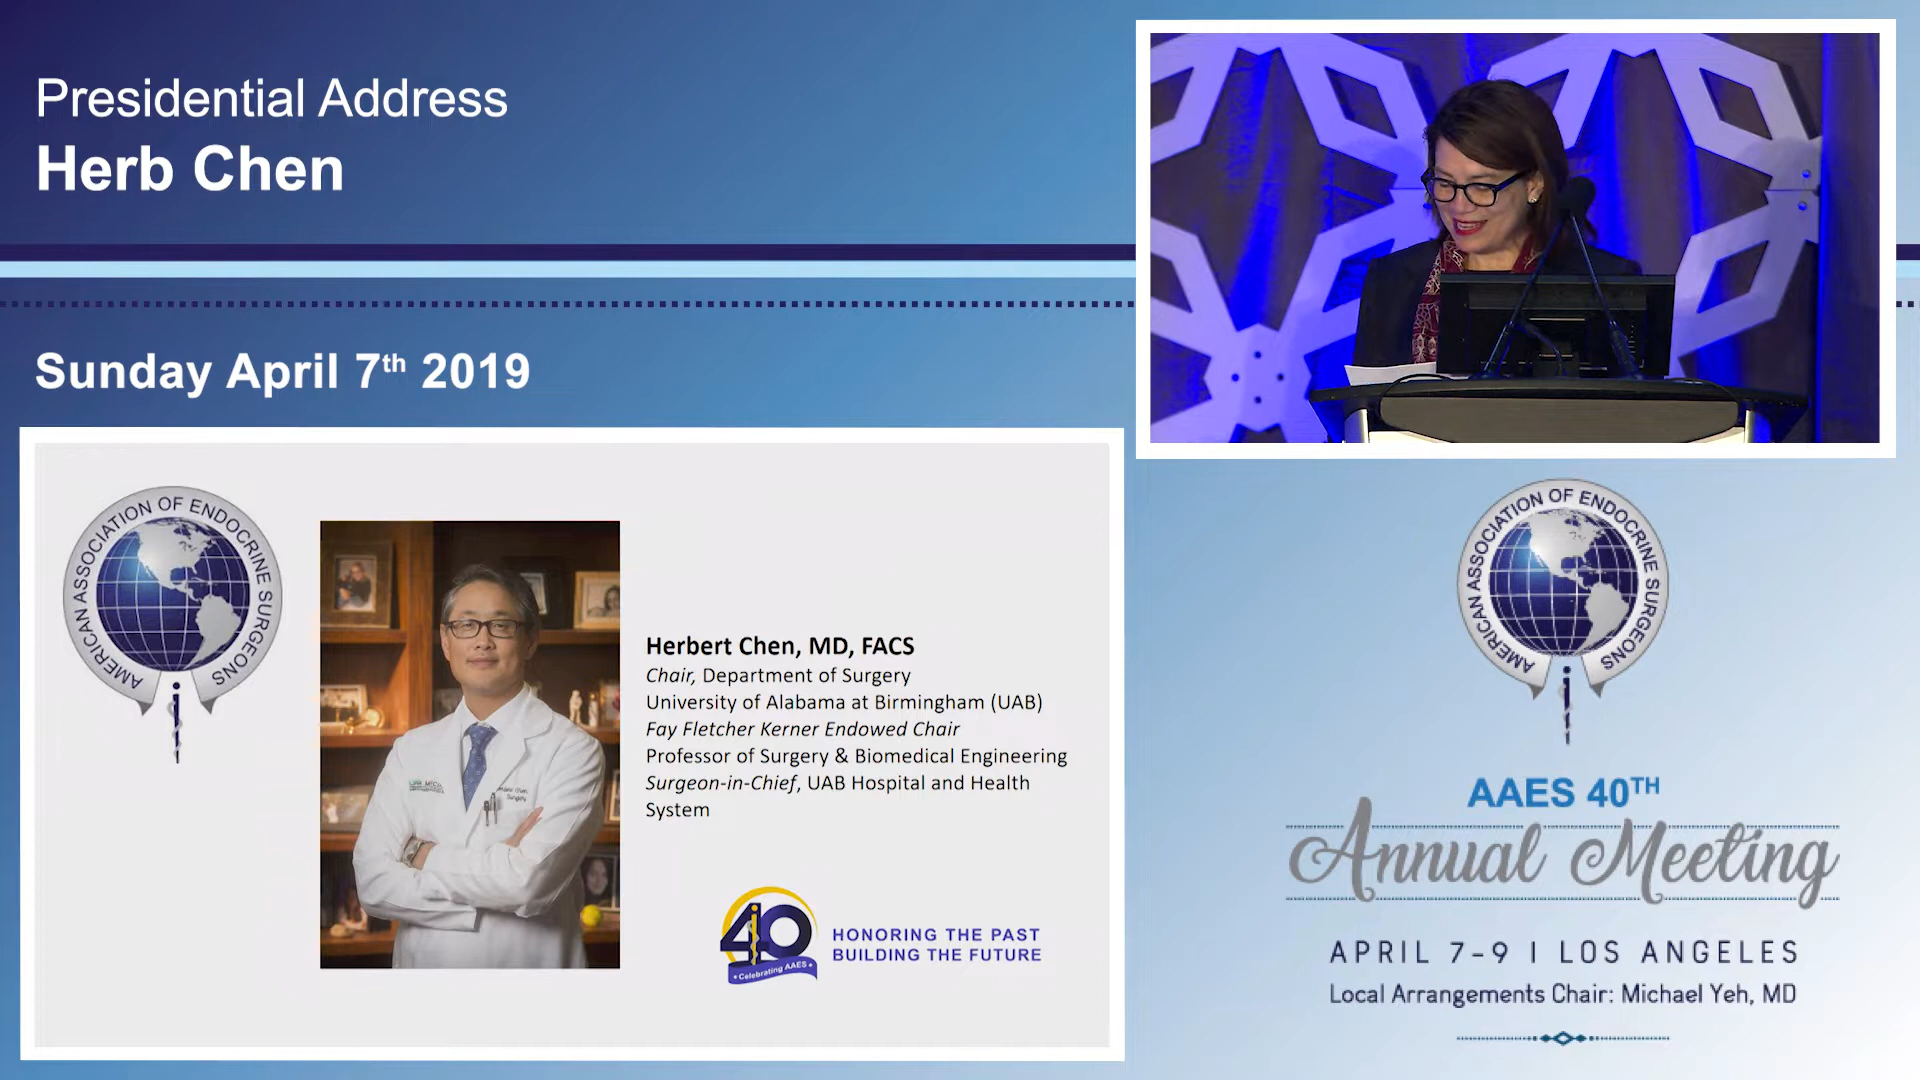 Presidential Address
Herb Chen
Sunday April 7th 2019
AMERICAN ASSOCIATION OF ENDOCRINE SURGEONS
Herbert Chen, MD, FACS
Chair, Department of Surgery
University of Alabama at Birmingham (UAB)
Fay Fletcher Kerner Endowed Chair
Professor of Surgery & Biomedical Engineering
Surgeon-in-Chief, UAB Hospital and Health
System
40
• Celebrating AAES •
HONORING THE PAST
BUILDING THE FUTURE
AMERICAN ASSOCIATION OF ENDOCRINE SURGEONS
AAES 40TH
Annual Meeting
APRIL 7-9 | LOS ANGELES
Local Arrangements Chair: Michael Yeh, MD